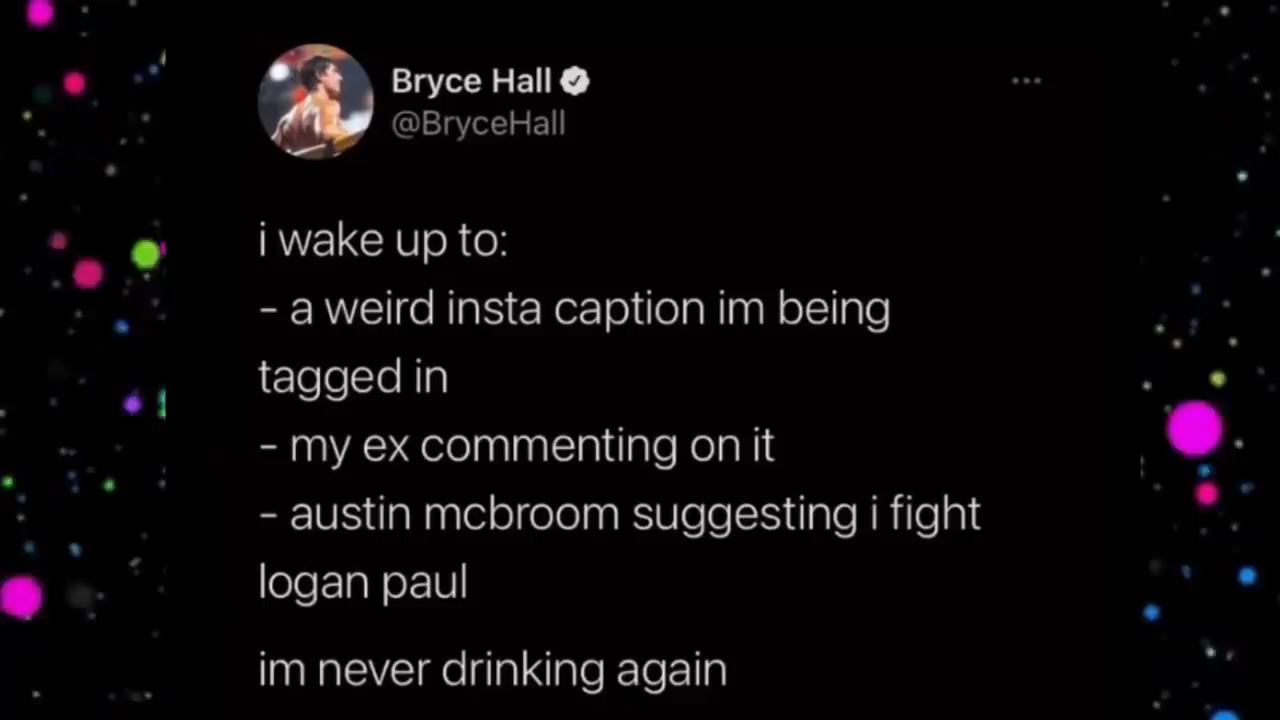 Bryce Hall
@BryceHall
i wake up to:
- a weird insta caption im being
tagged in
- my ex commenting on it
- austin mcbroom suggesting i fight
logan paul
im never drinking again